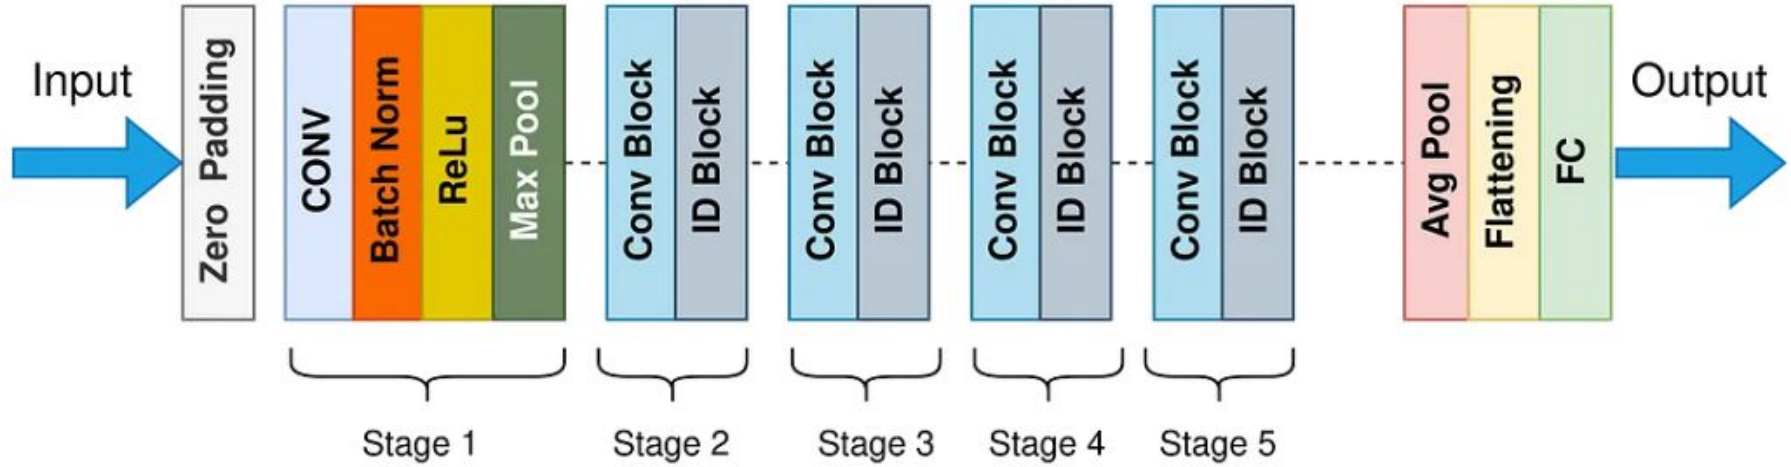 Input
Zero Padding
CONV
Batch Norm
ReLu
Max Pool
Conv Block
ID Block
Conv Block
ID Block
Conv Block
ID Block
Conv Block
ID Block
Avg Pool
Flattening
FC
Output
Stage 1
Stage 2
Stage 3
Stage 4
Stage 5